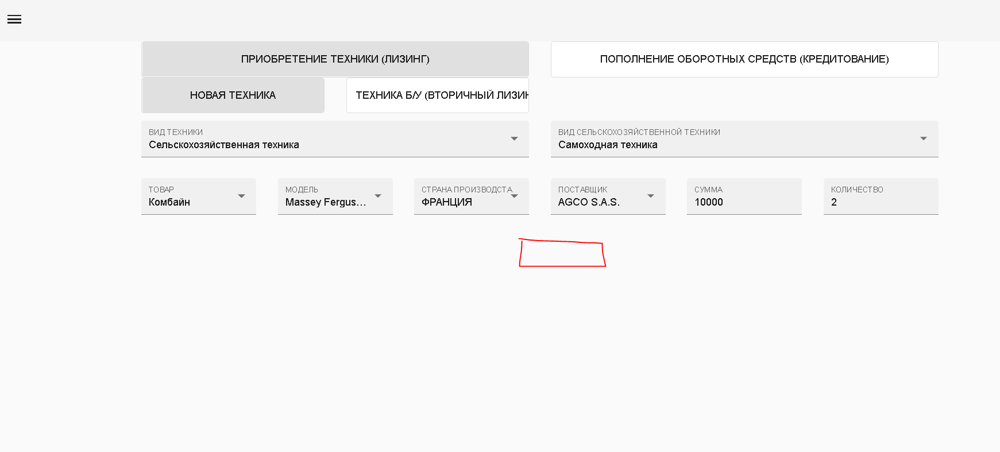 ПРИОБРЕТЕНИЕ ТЕХНИКИ (ЛИЗИНГ)
ПОПОЛНЕНИЕ ОБОРОТНЫХ СРЕДСТВ (КРЕДИТОВАНИЕ)
НОВАЯ ТЕХНИКА
ТЕХНИКА Б/У (ВТОРИЧНЫЙ ЛИЗИН
ВИД ТЕХНИКИ
Сельскохозяйственная техника
ВИД СЕЛЬСКОХОЗЯЙСТВЕННОЙ ТЕХНИКИ
Самоходная техника
ТОВАР
Комбайн
МОДЕЛЬ
Massey Fergus...
СТРАНА ПРОИЗВОДСТА
ФРАНЦИЯ
ПОСТАВЩИК
AGCO S.A.S.
СУММА
10000
КОЛИЧЕСТВО
2